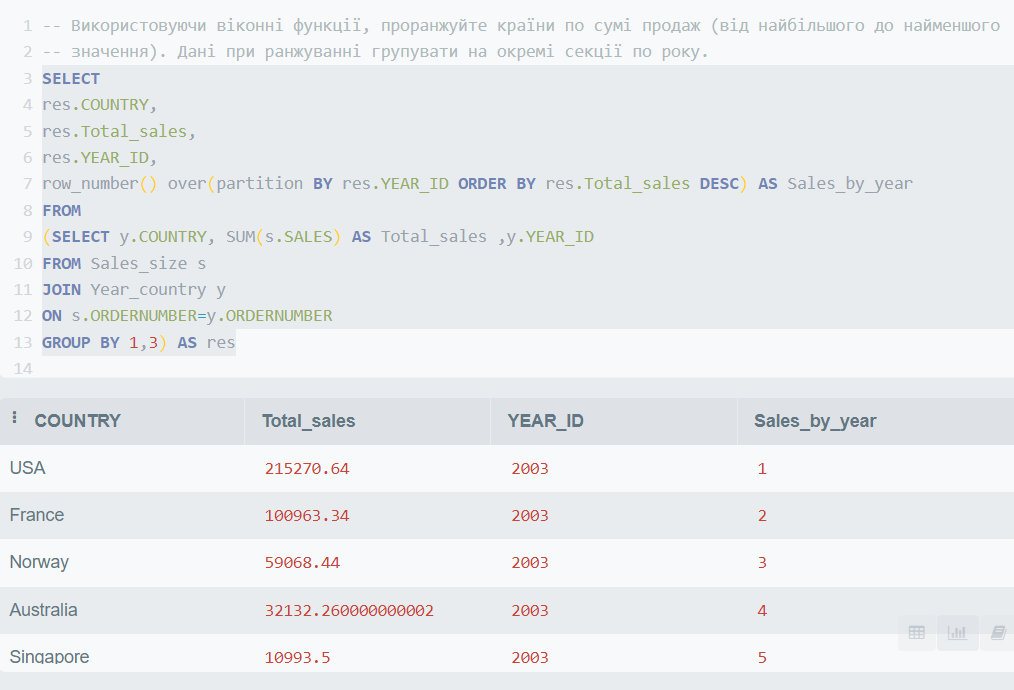 1 -- Використовуючи віконні функції, проранжуйте країни по сумі продаж (від найбільшого до найменшого
2 -- значення). Дані при ранжуванні групувати на окремі секції по року.
3 SELECT
4 res.COUNTRY,
5 res.Total_sales,
6 res.YEAR_ID,
7 row_number() over(partition BY res.YEAR_ID ORDER BY res.Total_sales DESC) AS Sales_by_year
8 FROM
9 (SELECT y.COUNTRY, SUM(s.SALES) AS Total_sales ,y.YEAR_ID
10 FROM Sales_size s
11 JOIN Year_country y
12 ON s.ORDERNUMBER=y.ORDERNUMBER
13 GROUP BY 1,3) AS res
14
COUNTRY Total_sales YEAR_ID Sales_by_year
USA 215270.64 2003 1
France 100963.34 2003 2
Norway 59068.44 2003 3
Australia 32132.260000000002 2003 4
Singapore 10993.5 2003 5